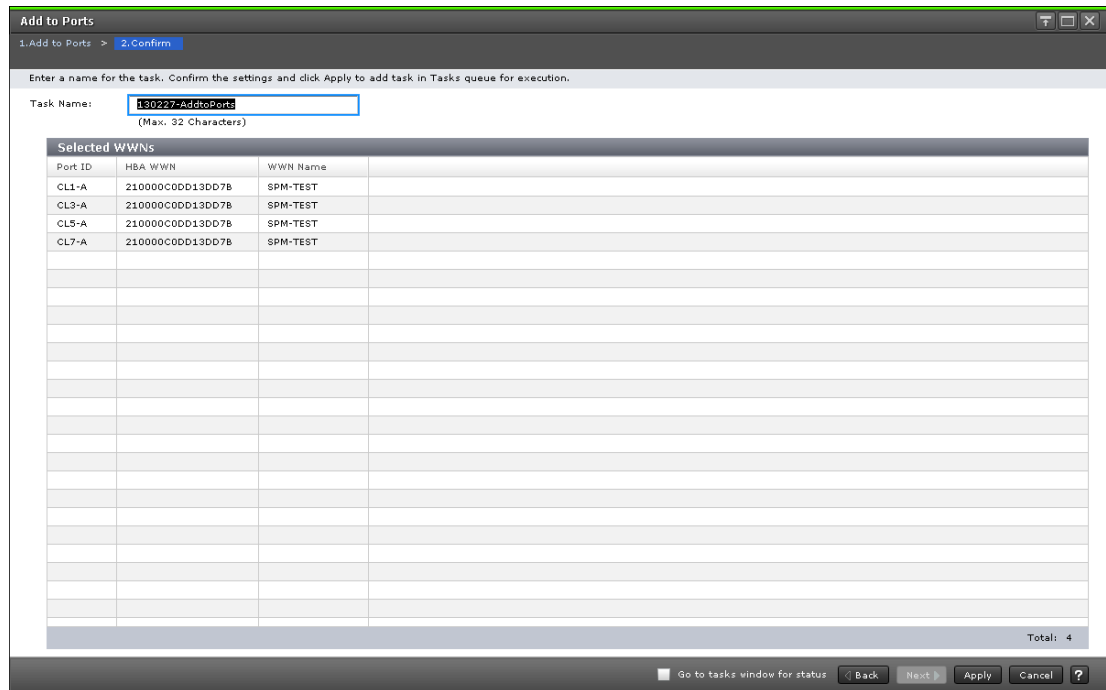 Add to Ports
1.Add to Ports > 2.Confirm
Enter a name for the task. Confirm the settings and click Apply to add task in Tasks queue for execution.
Task Name: 130227-AddtoPorts
(Max. 32 Characters)
Selected WWNs
Port ID HBA WWN WWN Name
CL1-A 210000C0DD13DD7B SPM-TEST
CL3-A 210000C0DD13DD7B SPM-TEST
CL5-A 210000C0DD13DD7B SPM-TEST
CL7-A 210000C0DD13DD7B SPM-TEST
Total: 4
Go to tasks window for status Back Next Apply Cancel ?